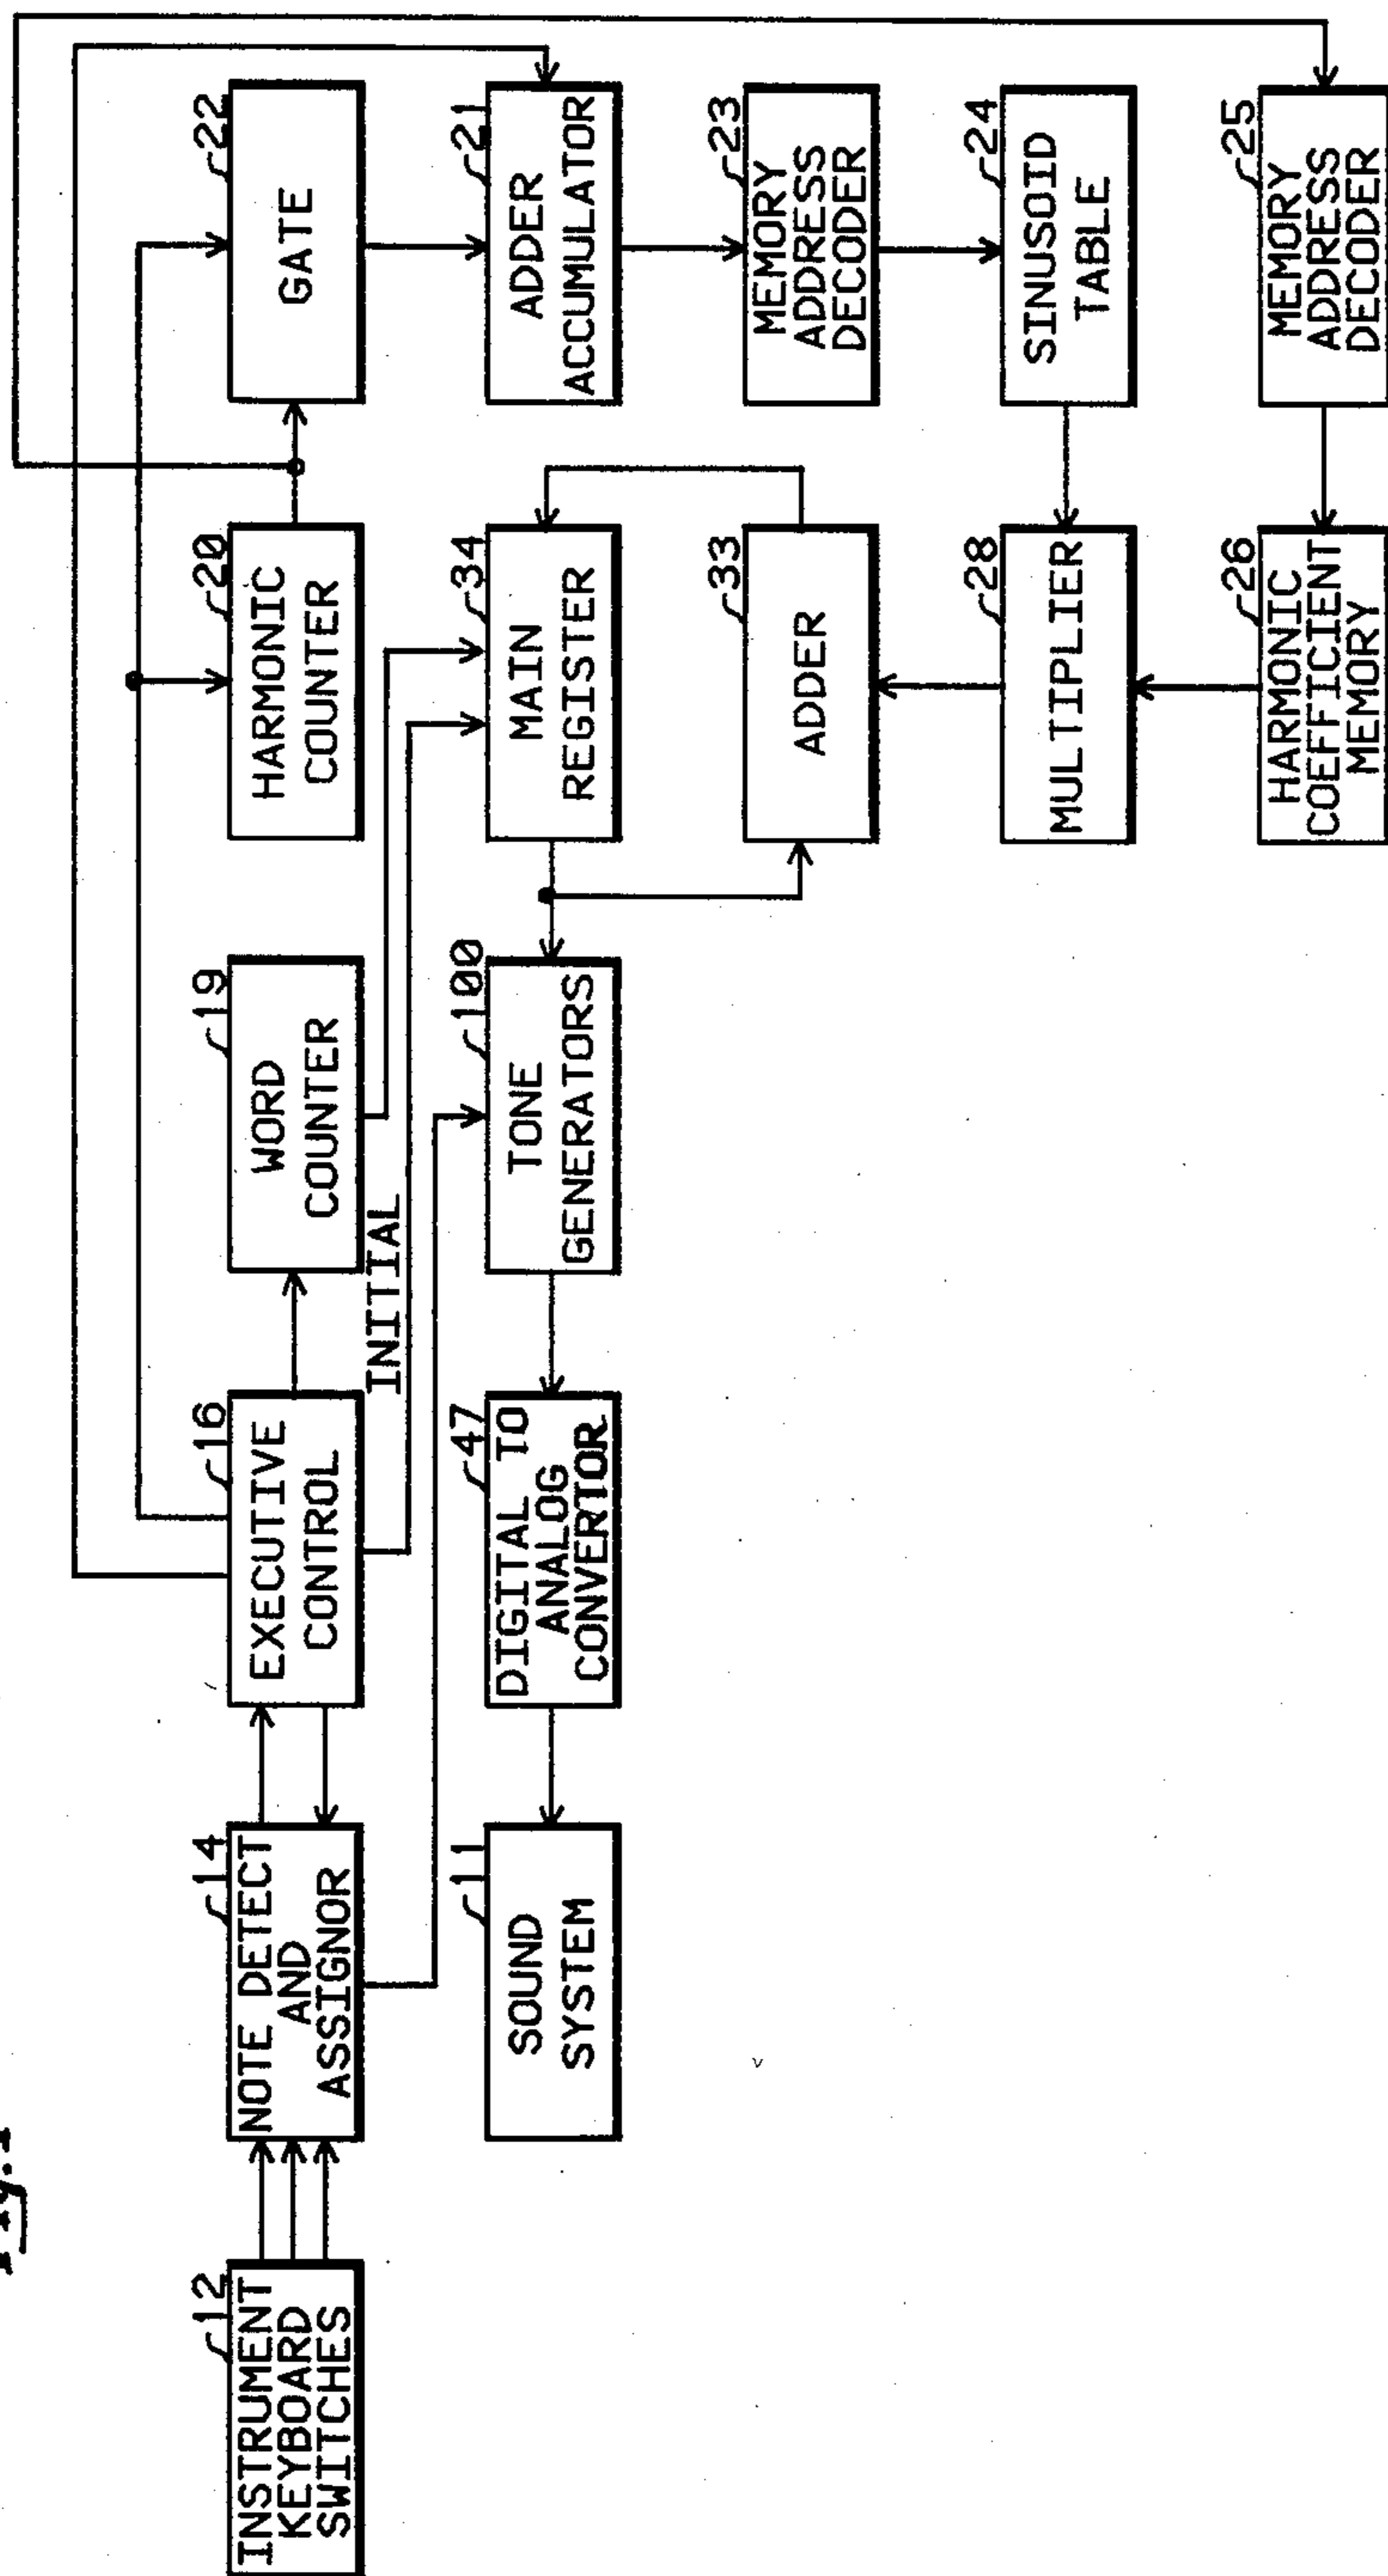 Fig. 1
12
INSTRUMENT
KEYBOARD
SWITCHES
14
NOTE DETECT
AND
ASSIGNOR
16
EXECUTIVE
CONTROL
19
WORD
COUNTER
20
HARMONIC
COUNTER
22
GATE
INITIAL
11
SOUND
SYSTEM
47
DIGITAL TO
ANALOG
CONVERTOR
100
TONE
GENERATORS
34
MAIN
REGISTER
21
ADDER
ACCUMULATOR
33
ADDER
23
MEMORY
ADDRESS
DECODER
28
MULTIPLIER
24
SINUSOID
TABLE
26
HARMONIC
COEFFICIENT
MEMORY
25
MEMORY
ADDRESS
DECODER